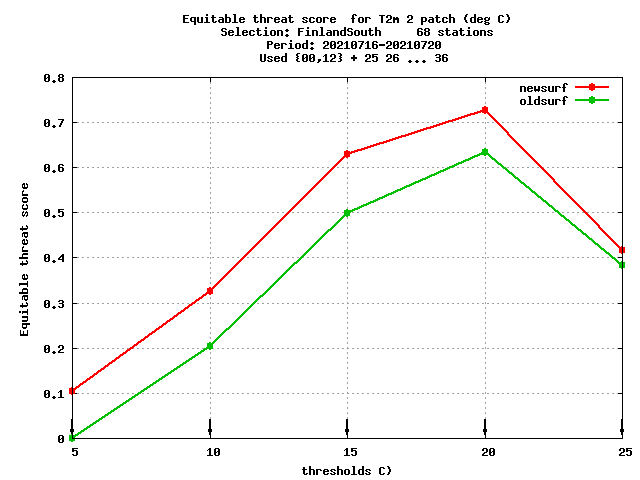 Equitable threat score  for T2m 2 patch (deg C)
Selection: FinlandSouth     68 stations
Period: 20210716-20210720
Used {00,12} + 25 26 ... 36
newsurf
oldsurf
Equitable threat score
0.8
0.7
0.6
0.5
0.4
0.3
0.2
0.1
0
5 10 15 20 25
thresholds C)